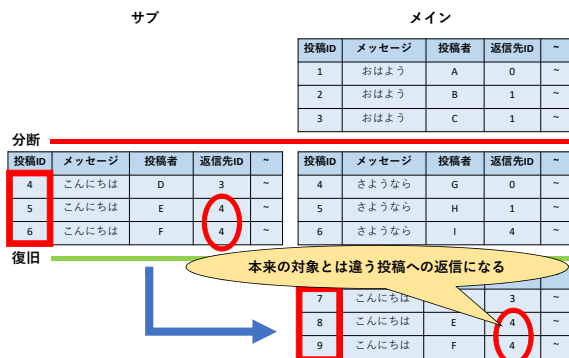 サブ
メイン
投稿ID メッセージ 投稿者 返信先ID ~
1 おはよう A 0 ~
2 おはよう B 1 ~
3 おはよう C 1 ~
分断
投稿ID メッセージ 投稿者 返信先ID ~
4 こんにちは D 3 ~
5 こんにちは E 4 ~
6 こんにちは F 4 ~
投稿ID メッセージ 投稿者 返信先ID ~
4 さようなら G 0 ~
5 さようなら H 1 ~
6 さようなら I 4 ~
復旧
本来の対象とは違う投稿への返信になる
~
7 こんにちは 3 ~
8 こんにちは E 4 ~
9 こんにちは F 4 ~